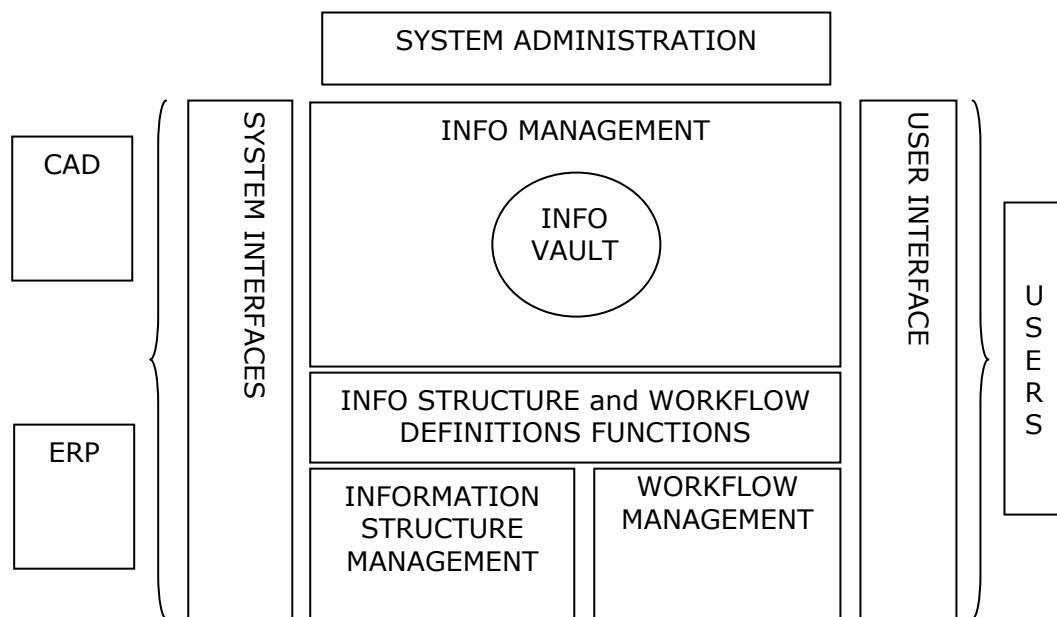 SYSTEM ADMINISTRATION
CAD
ERP
SYSTEM INTERFACES
INFO MANAGEMENT
INFO
VAULT
INFO STRUCTURE and WORKFLOW
DEFINITIONS FUNCTIONS
INFORMATION
STRUCTURE
MANAGEMENT
WORKFLOW
MANAGEMENT
USER INTERFACE
USERS